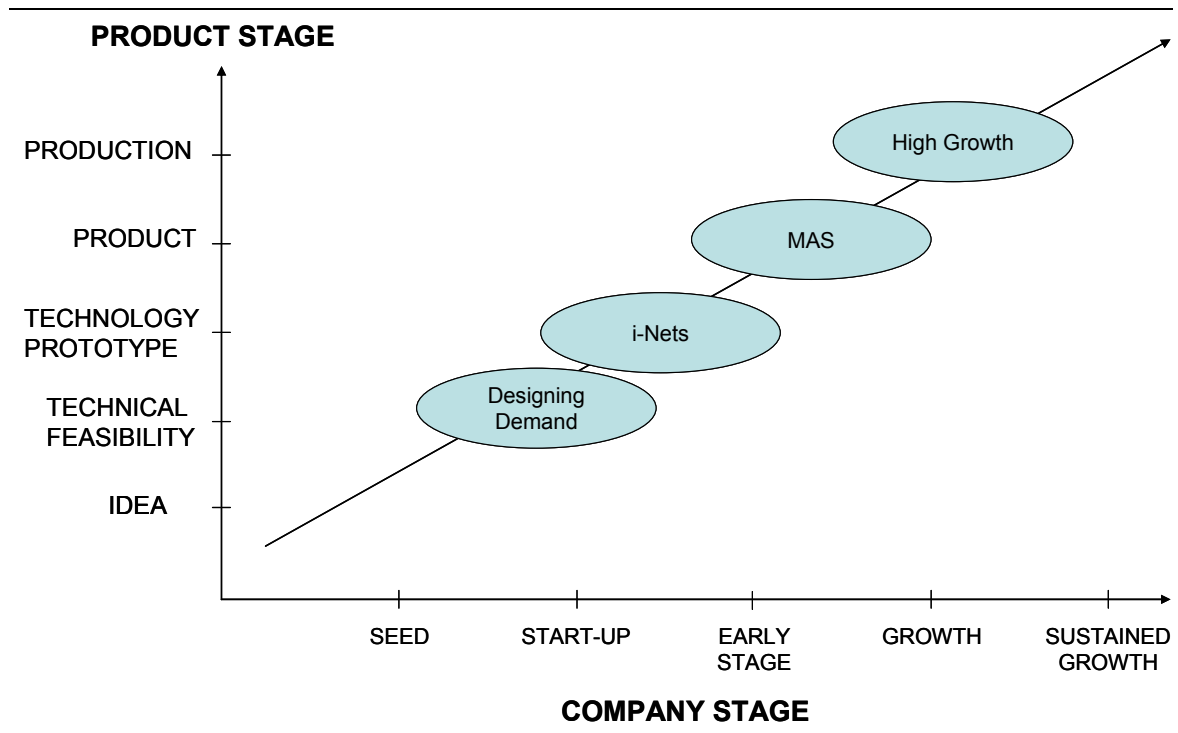 PRODUCT STAGE
PRODUCTION
High Growth
PRODUCT
MAS
TECHNOLOGY
PROTOTYPE
i-Nets
TECHNICAL
FEASIBILITY
Designing
Demand
IDEA
SEED
START-UP
EARLY
STAGE
GROWTH
SUSTAINED
GROWTH
COMPANY STAGE